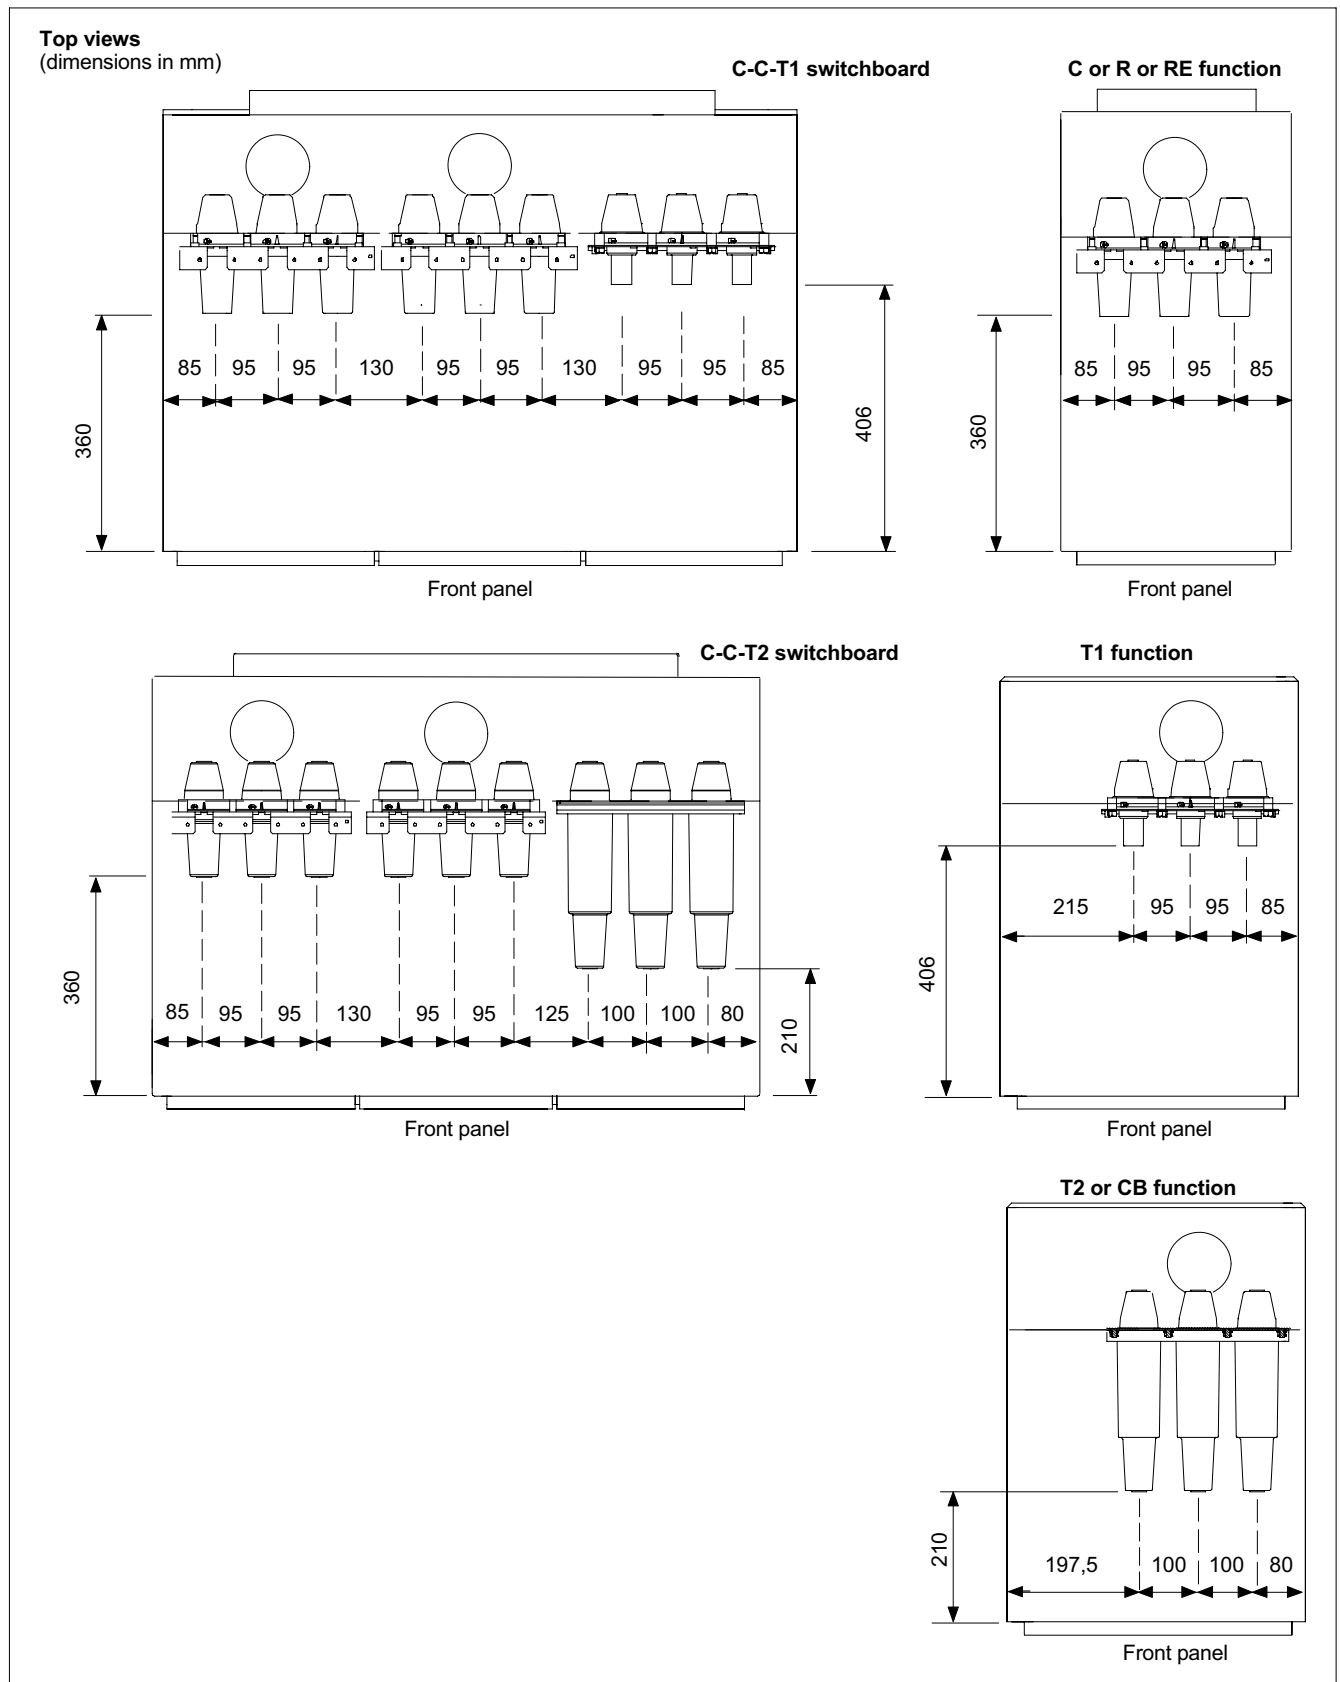 Top views
(dimensions in mm)
C-C-T1 switchboard
C or R or RE function
85 95 95 130 95 95 130 95 95 85
360
406
Front panel
85 95 95 85
360
Front panel
C-C-T2 switchboard
T1 function
85 95 95 130 95 95 125 100 100 80
360
210
Front panel
215 95 95 85
406
Front panel
T2 or CB function
197,5 100 100 80
210
Front panel